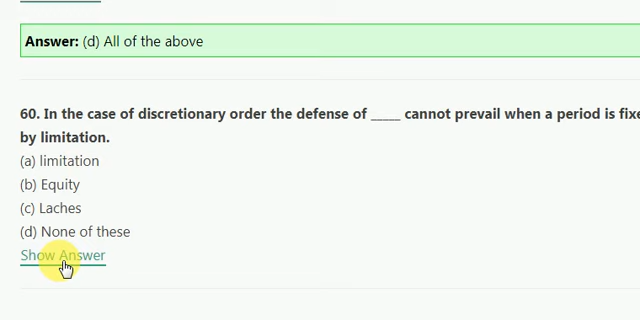 Answer: (d) All of the above
60. In the case of discretionary order the defense of _____ cannot prevail when a period is fixe
by limitation.
(a) limitation
(b) Equity
(c) Laches
(d) None of these
Show Answer